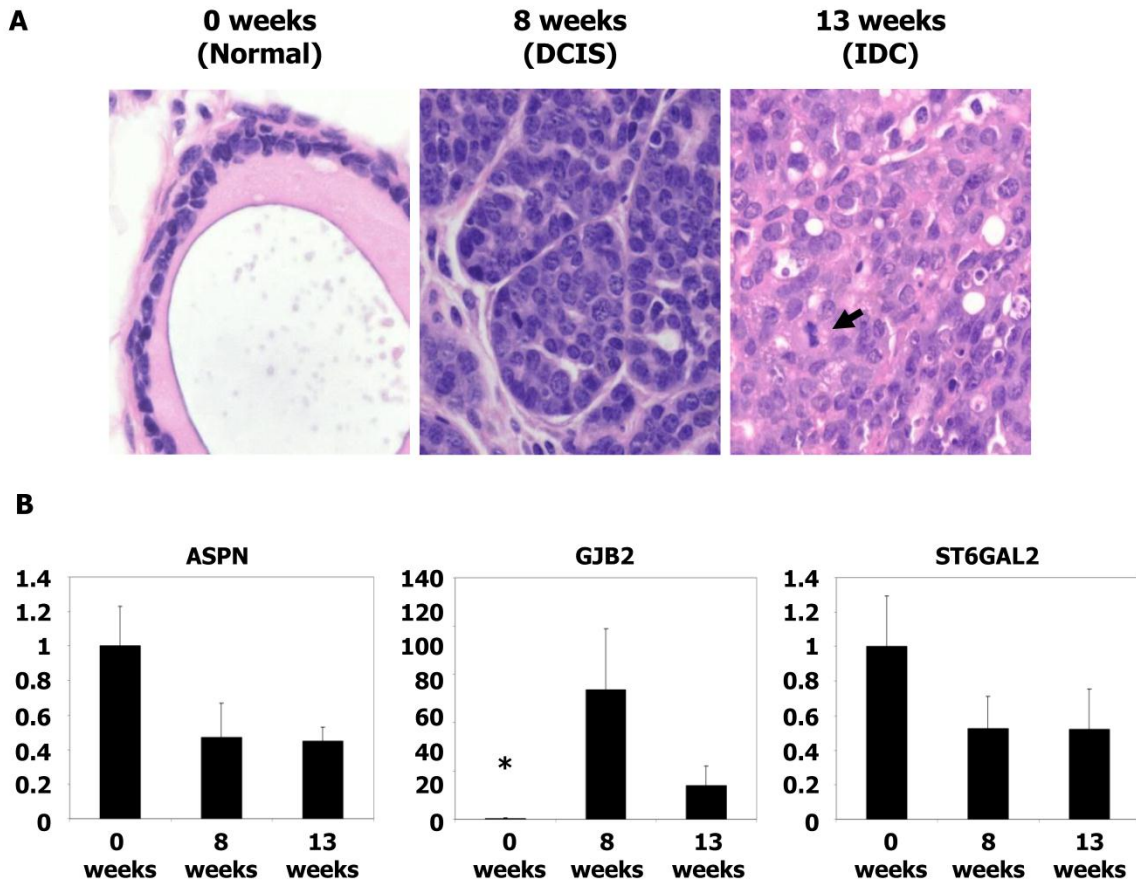 A
0 weeks
(Normal)
8 weeks
(DCIS)
13 weeks
(IDC)
B
ASPN
1.4
1.2
1
0.8
0.6
0.4
0.2
0
0
weeks
8
weeks
13
weeks
GJB2
140
120
100
80
60
40
20
0
*
0
weeks
8
weeks
13
weeks
ST6GAL2
1.4
1.2
1
0.8
0.6
0.4
0.2
0
0
weeks
8
weeks
13
weeks